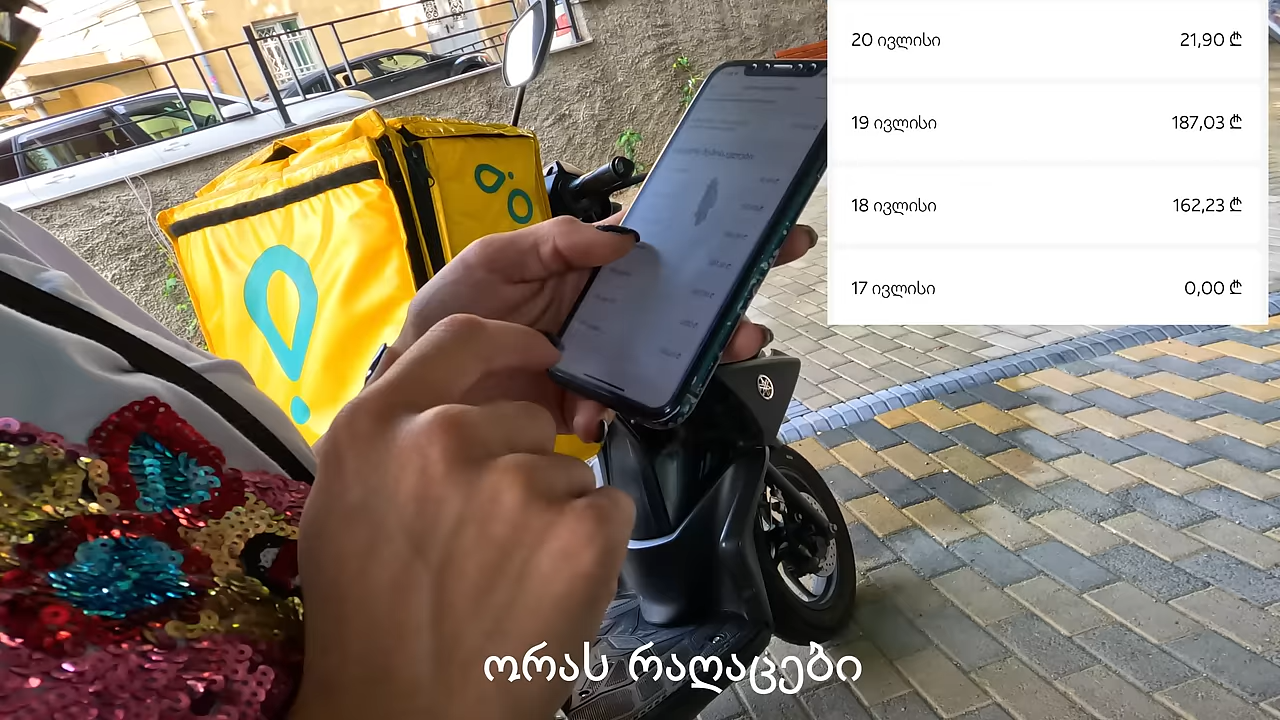 20 ივლისი 21,90 ₾
19 ივლისი 187,03 ₾
18 ივლისი 162,23 ₾
17 ივლისი 0,00 ₾
ორას რაღაცები